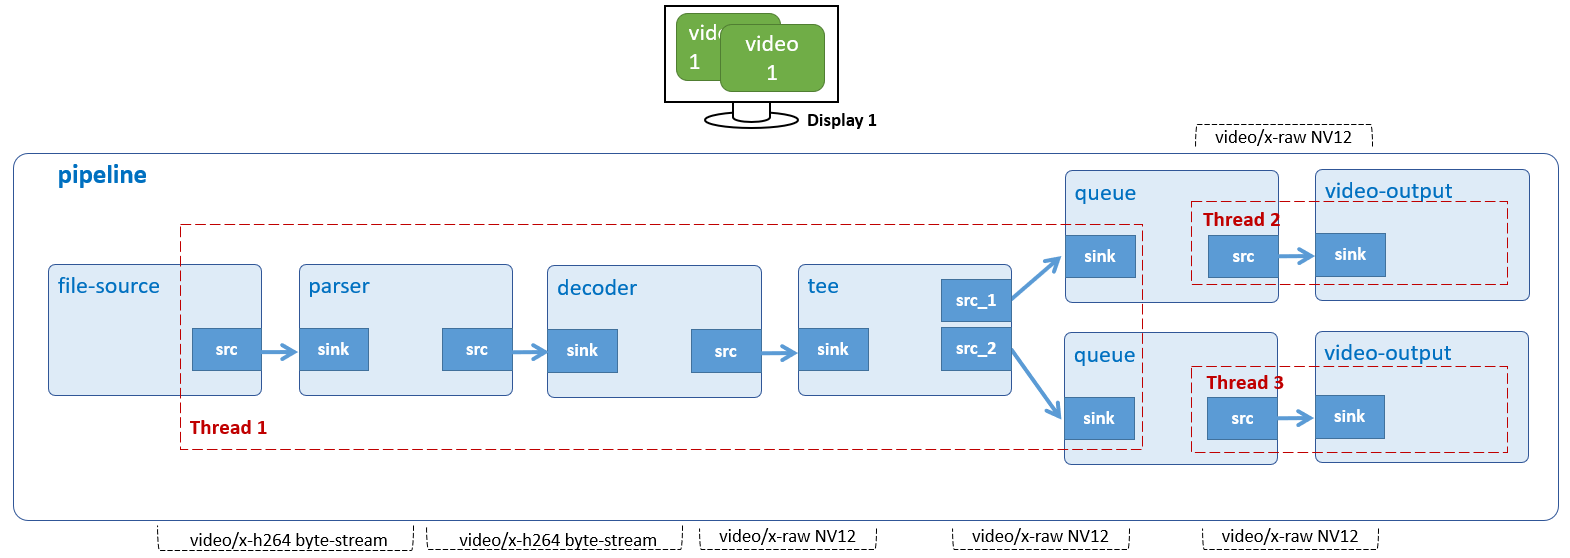 vid
1
video
1
Display 1
video/x-raw NV12
pipeline
queue
video-output
Thread 2
sink
src
sink
file-source
parser
decoder
tee
src_1
src
sink
src
sink
src
sink
src_2
queue
video-output
Thread 3
sink
src
sink
Thread 1
video/x-h264 byte-stream
video/x-h264 byte-stream
video/x-raw NV12
video/x-raw NV12
video/x-raw NV12